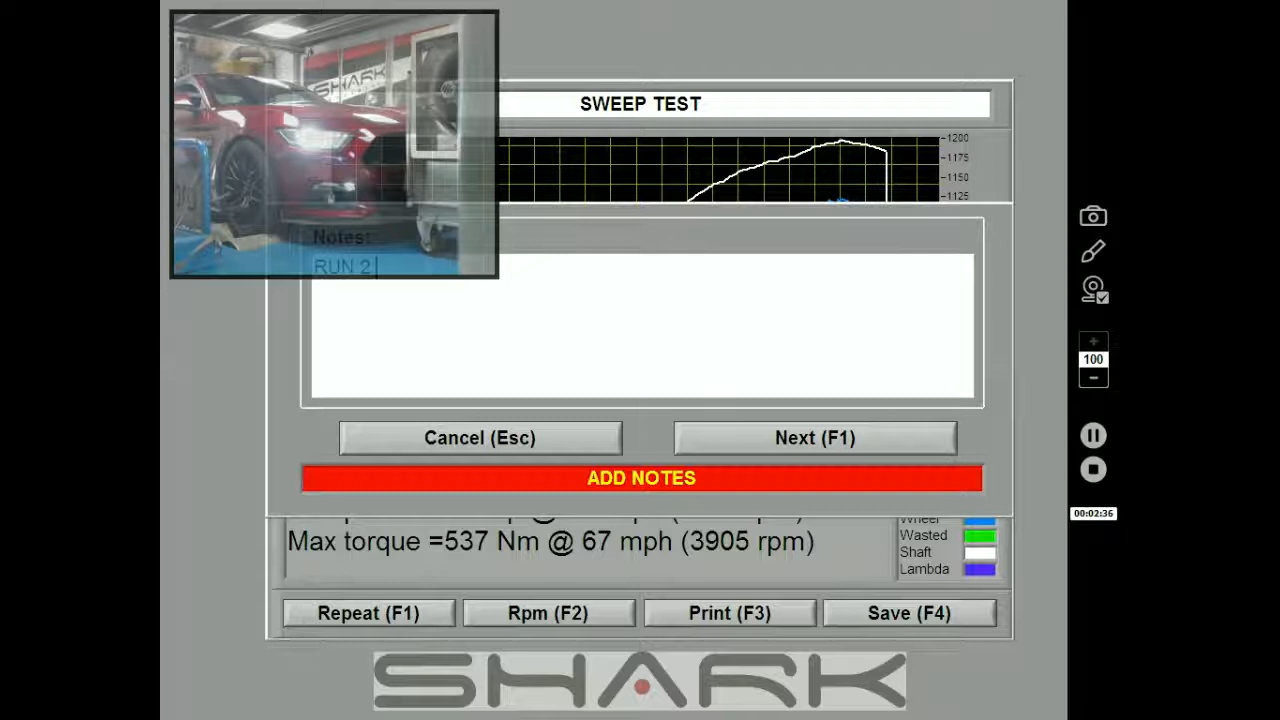 SHARK
SWEEP TEST
1200
1175
1150
1125
Notes:
RUN 2
Cancel (Esc)
Next (F1)
ADD NOTES
Max torque =537 Nm @ 67 mph (3905 rpm)
Wheel
Wasted
Shaft
Lambda
Repeat (F1)
Rpm (F2)
Print (F3)
Save (F4)
SHARK
+
100
−
00:02:36